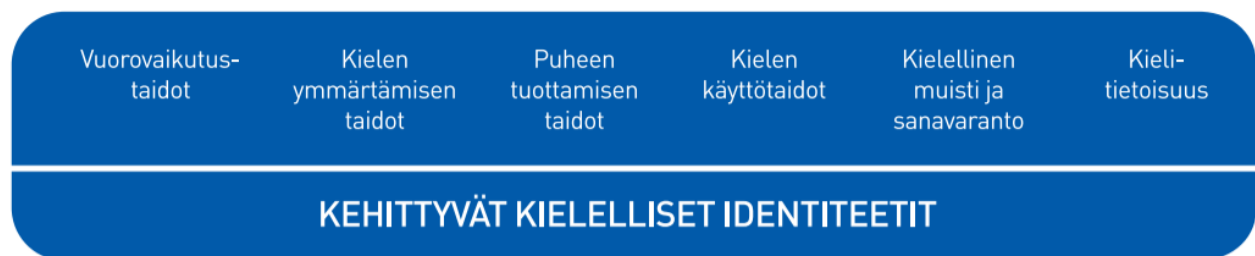 Vuorovaikutus-
taidot
Kielen
ymmärtämisen
taidot
Puheen
tuottamisen
taidot
Kielen
käyttötaidot
Kielellinen
muisti ja
sanavaranto
Kieli-
tietoisuus
KEHITTYVÄT KIELELLISET IDENTITEETIT